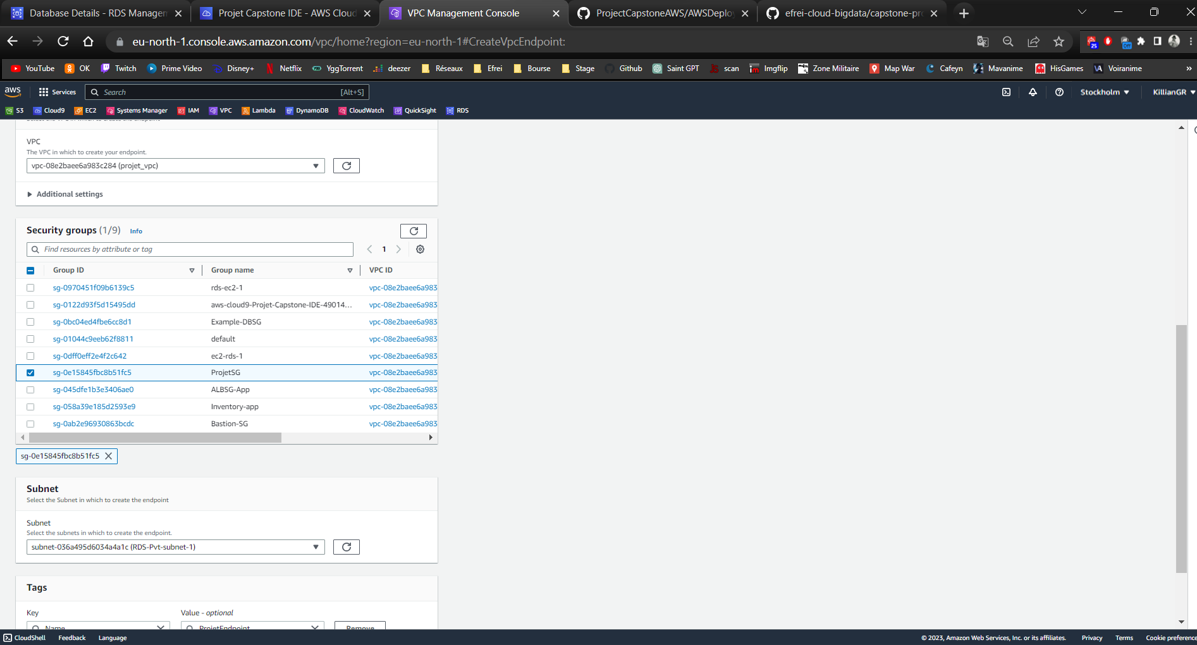 Database Details - RDS Managem
Projet Capstone IDE - AWS Cloud
VPC Management Console
ProjectCapstoneAWS/AWSDeplo
efrei-cloud-bigdata/capstone-pr
eu-north-1.console.aws.amazon.com/vpc/home?region=eu-north-1#CreateVpcEndpoint:
YouTube OK Twitch Prime Video Disney+ Netflix YggTorrent deezer Réseaux Efrei Bourse Stage Github Saint GPT scan Imgflip Zone Militaire Map War Cafeyn Mavanime HisGames Voiranime »
aws Services Search [Alt+S] Stockholm KillianGR
S3 Cloud9 EC2 Systems Manager IAM VPC Lambda DynamoDB CloudWatch QuickSight RDS
VPC
The VPC in which to create your endpoint.
vpc-08e2baee6a983c284 (projet_vpc)
Additional settings
Security groups (1/9) Info
Find resources by attribute or tag
1
Group ID Group name VPC ID
sg-0970451f09b6139c5 rds-ec2-1 vpc-08e2baee6a983
sg-0122d93f5d15495dd aws-cloud9-Projet-Capstone-IDE-49014... vpc-08e2baee6a983
sg-0bc04ed4fbe6cc8d1 Example-DBSG vpc-08e2baee6a983
sg-01044c9eeb62f8811 default vpc-08e2baee6a983
sg-0dff0eff2e4f2c642 ec2-rds-1 vpc-08e2baee6a983
sg-0e15845fbc8b51fc5 ProjetSG vpc-08e2baee6a983
sg-045dfe1b3e3406ae0 ALBSG-App vpc-08e2baee6a983
sg-058a39e185d2593e9 Inventory-app vpc-08e2baee6a983
sg-0ab2e96930863bcdc Bastion-SG vpc-08e2baee6a983
sg-0e15845fbc8b51fc5
Subnet
Select the Subnet in which to create the endpoint
Subnet
Select the subnets in which to create the endpoint.
subnet-036a495d6034a4a1c (RDS-Pvt-subnet-1)
Tags
Key Value - optional
Name ProjetEndpoint Remove
CloudShell Feedback Language © 2023, Amazon Web Services, Inc. or its affiliates. Privacy Terms Cookie preference